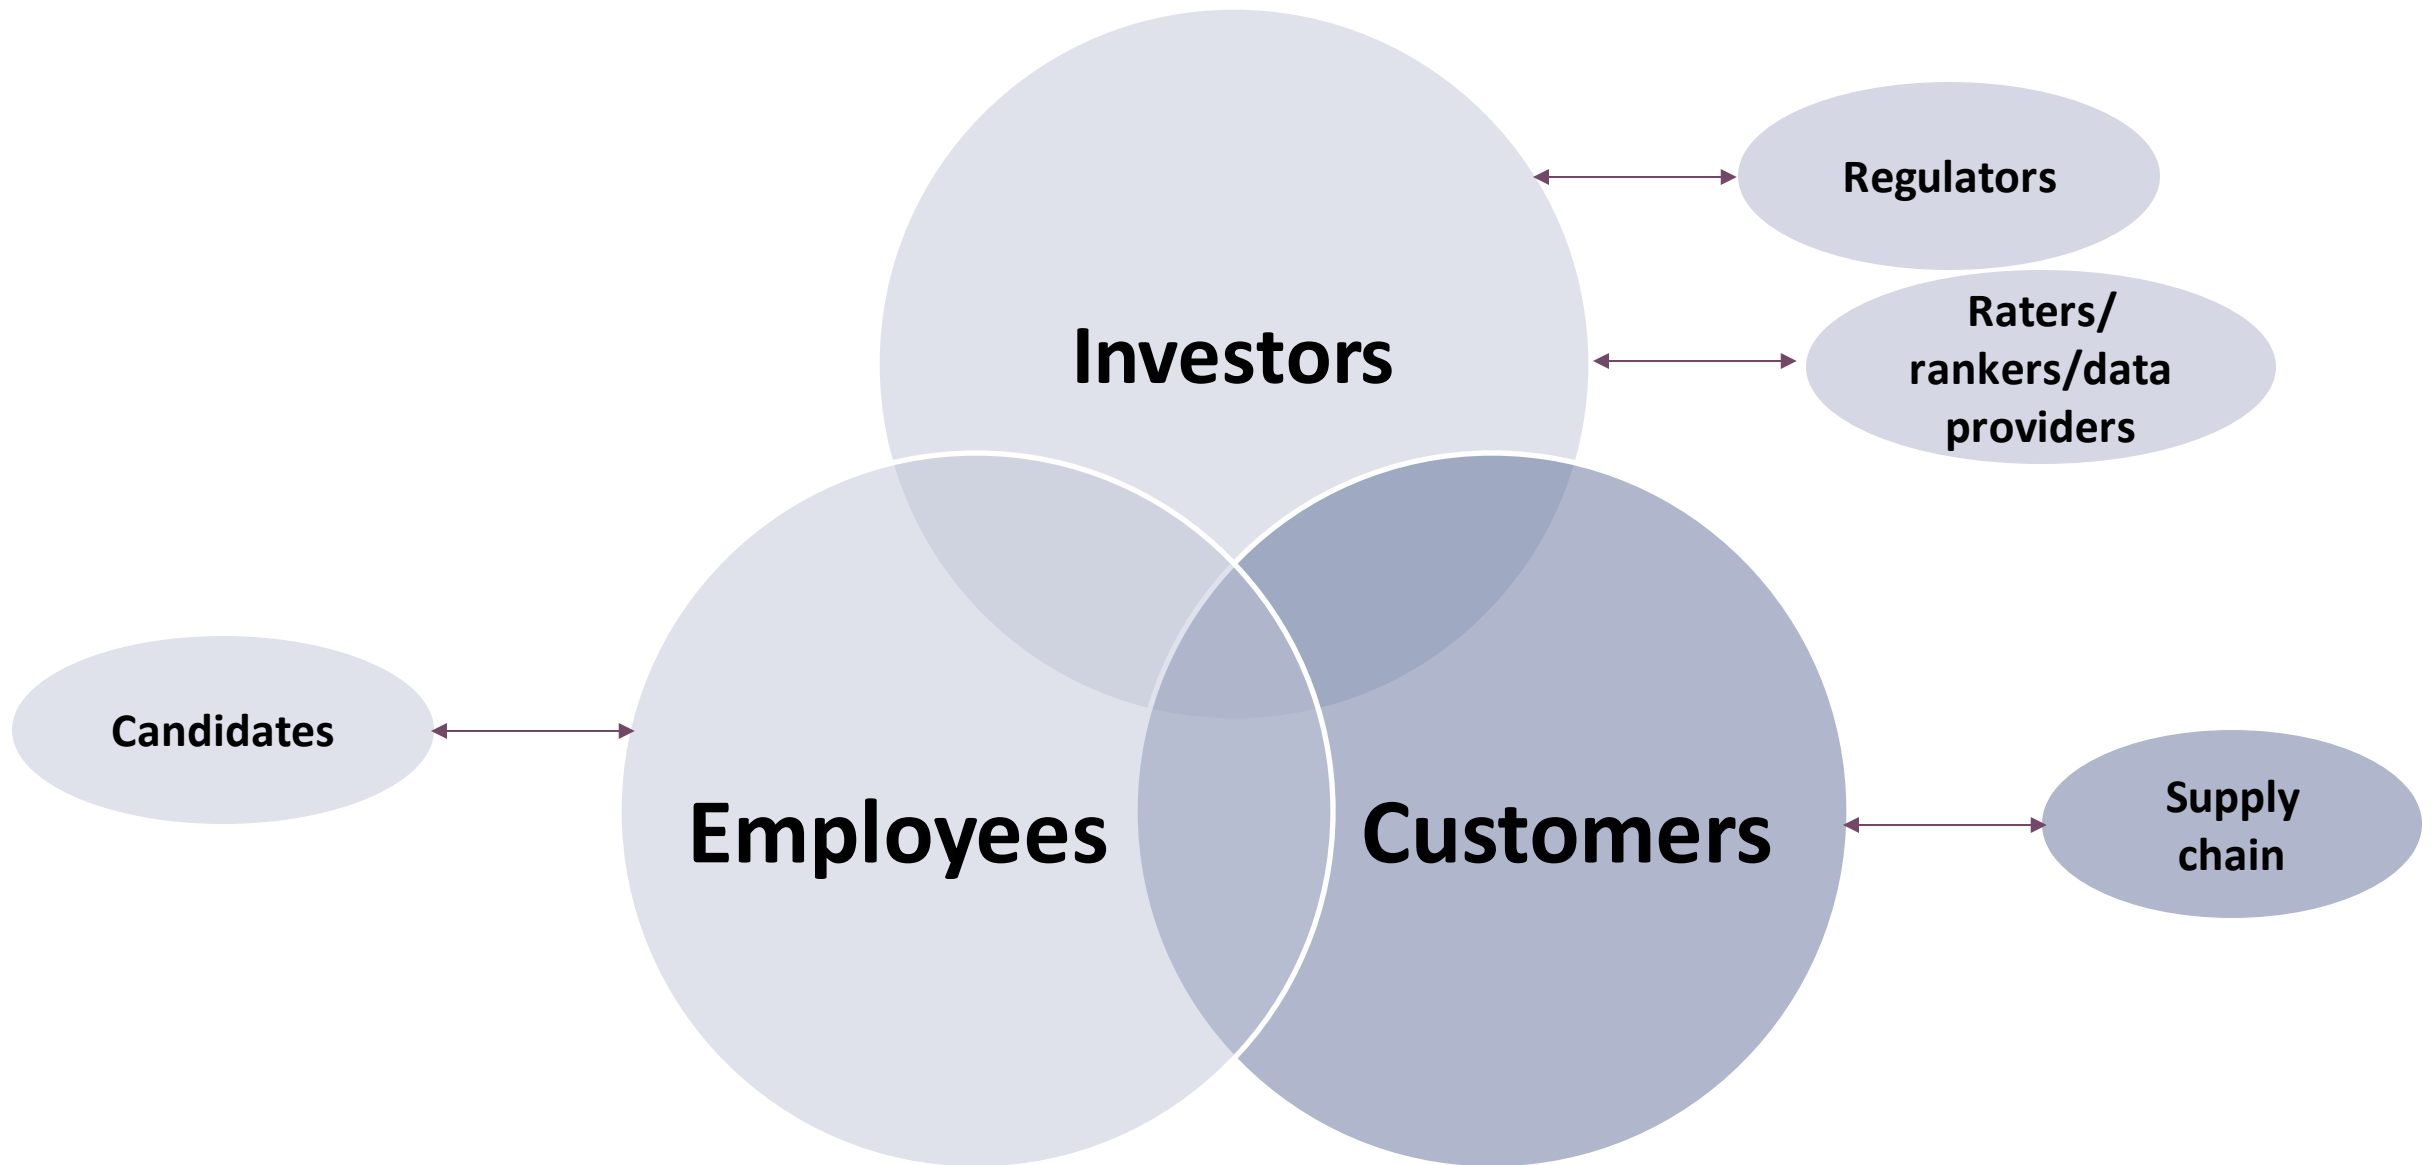 Regulators
Raters/
rankers/data
providers
Investors
Candidates
Employees
Customers
Supply
chain